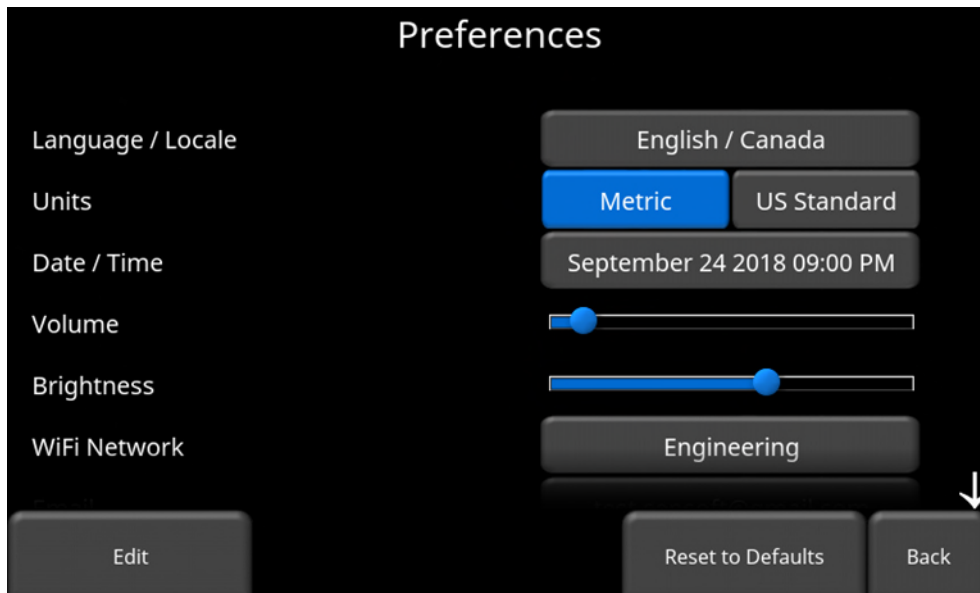 Preferences
Language / Locale English / Canada
Units Metric US Standard
Date / Time September 24 2018 09:00 PM
Volume
Brightness
WiFi Network Engineering
Email
Edit Reset to Defaults Back